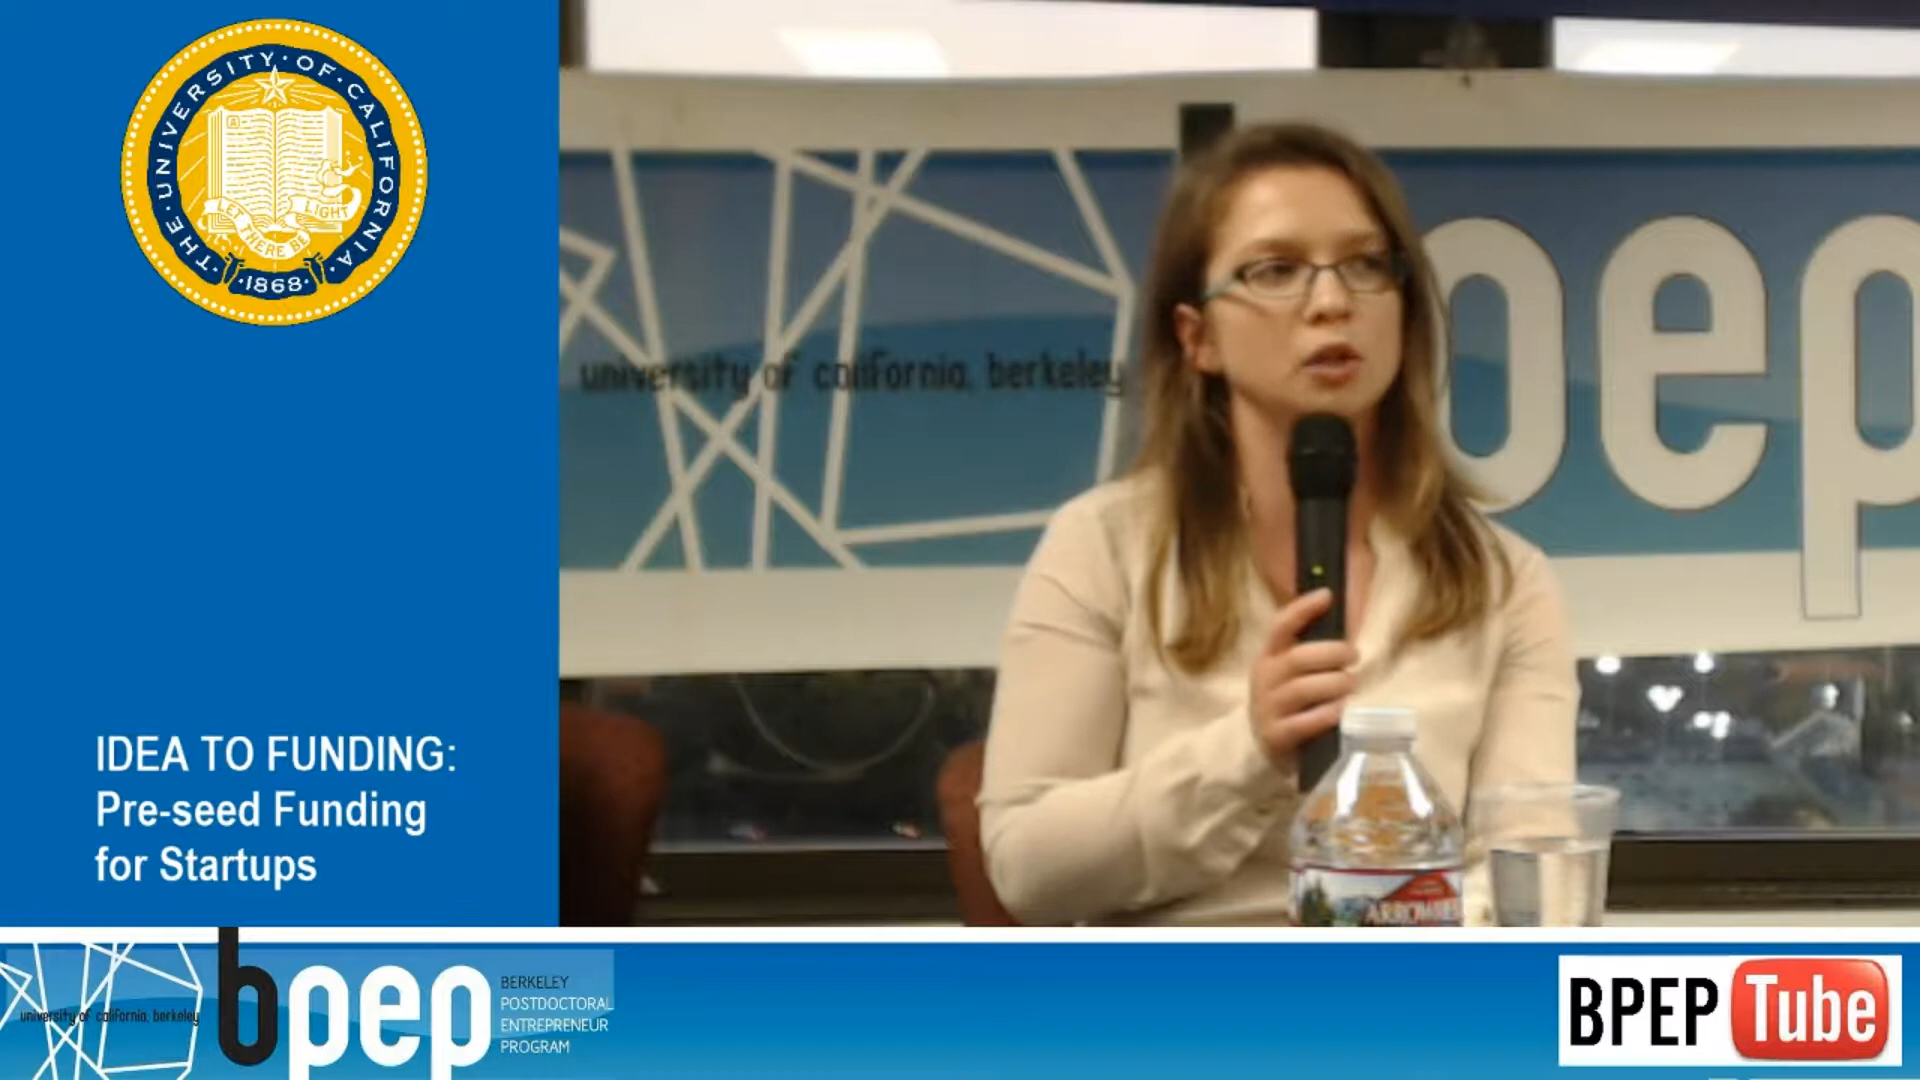 THE · UNIVERSITY · OF · CALIFORNIA ·
A
LET THERE BE LIGHT
· 1868 ·
university of california, berkeley
bpep
IDEA TO FUNDING:
Pre-seed Funding
for Startups
university of california, berkeley
bpep
BERKELEY
POSTDOCTORAL
ENTREPRENEUR
PROGRAM
BPEP Tube